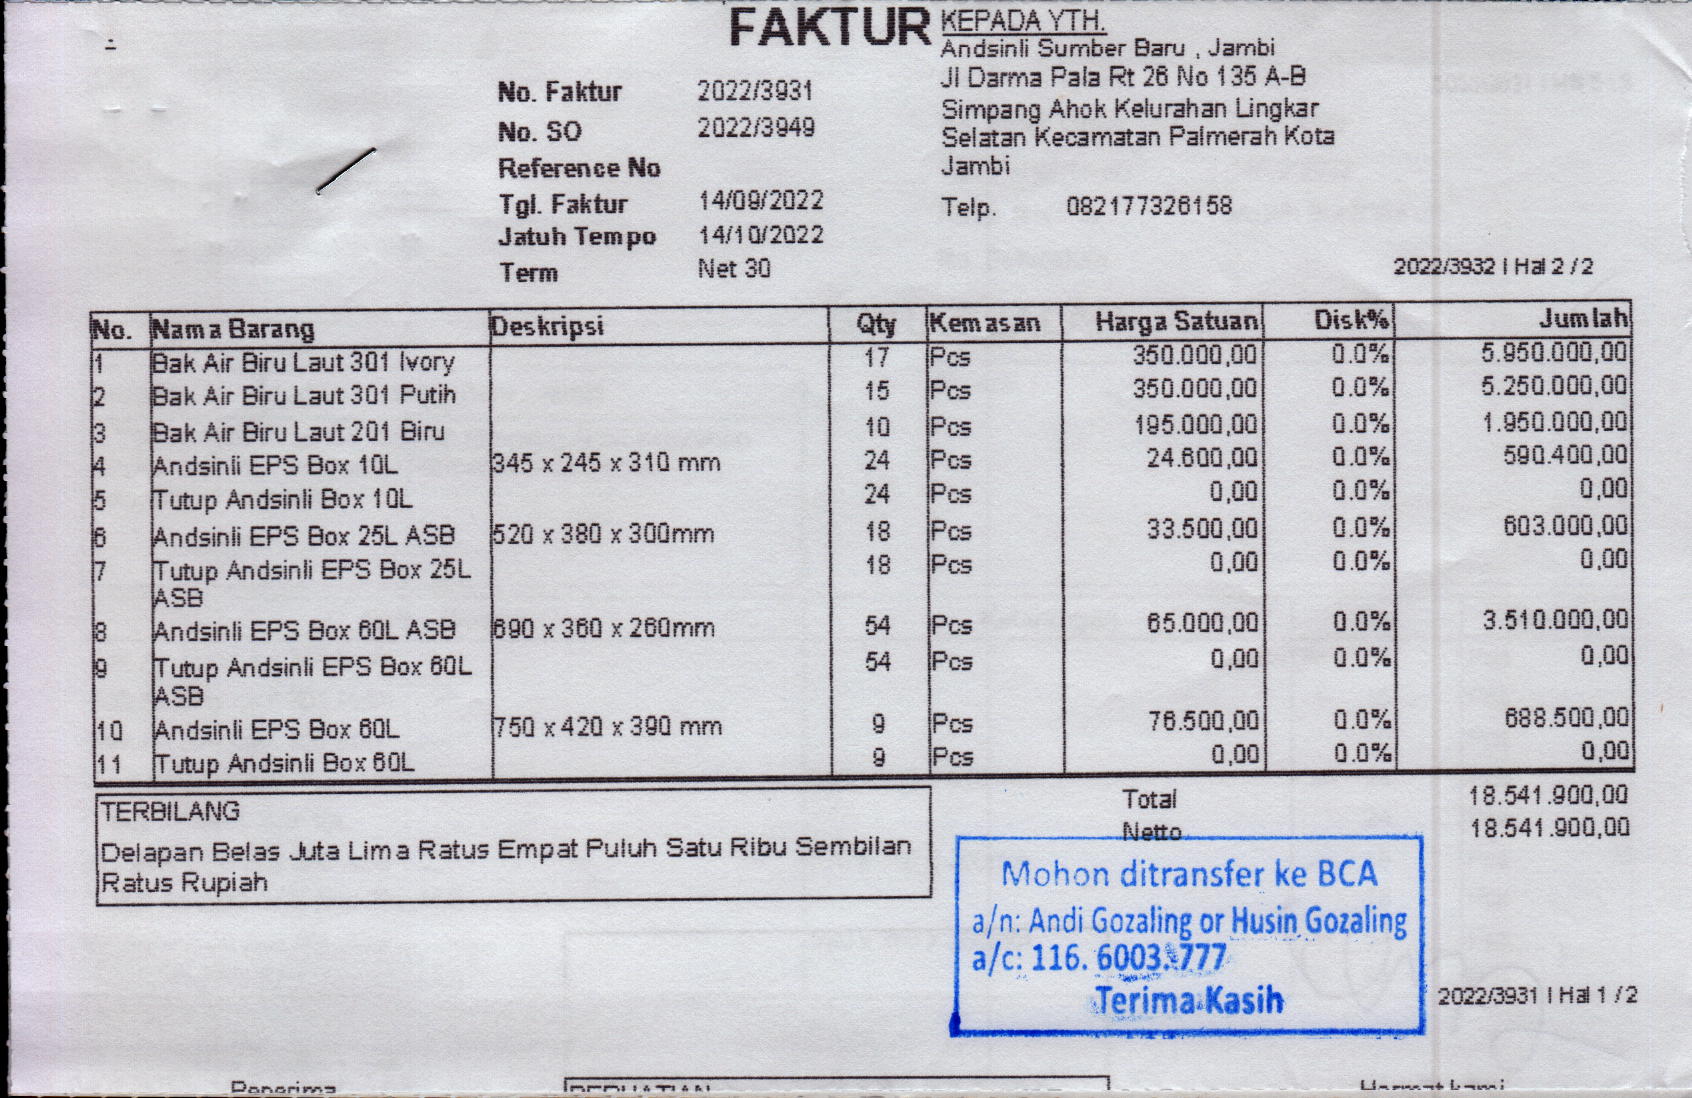 FAKTUR
KEPADA YTH.
Andsinli Sumber Baru , Jambi
Jl Darma Pala Rt 26 No 135 A-B
Simpang Ahok Kelurahan Lingkar
Selatan Kecamatan Palmerah Kota
Jambi
Telp. 082177326158
No. Faktur 2022/3931
No. SO 2022/3949
Reference No
Tgl. Faktur 14/09/2022
Jatuh Tempo 14/10/2022
Term Net 30
2022/3932 | Hal 2 / 2
No. Nama Barang Deskripsi Qty Kemasan Harga Satuan Disk% Jumlah
1 Bak Air Biru Laut 301 Ivory 17 Pcs 350.000,00 0.0% 5.950.000,00
2 Bak Air Biru Laut 301 Putih 15 Pcs 350.000,00 0.0% 5.250.000,00
3 Bak Air Biru Laut 201 Biru 10 Pcs 195.000,00 0.0% 1.950.000,00
4 Andsinli EPS Box 10L 345 x 245 x 310 mm 24 Pcs 24.600,00 0.0% 590.400,00
5 Tutup Andsinli Box 10L 24 Pcs 0,00 0.0% 0,00
6 Andsinli EPS Box 25L ASB 520 x 380 x 300mm 18 Pcs 33.500,00 0.0% 603.000,00
7 Tutup Andsinli EPS Box 25L 18 Pcs 0,00 0.0% 0,00
ASB
8 Andsinli EPS Box 60L ASB 690 x 360 x 260mm 54 Pcs 65.000,00 0.0% 3.510.000,00
9 Tutup Andsinli EPS Box 60L 54 Pcs 0,00 0.0% 0,00
ASB
10 Andsinli EPS Box 60L 750 x 420 x 390 mm 9 Pcs 76.500,00 0.0% 688.500,00
11 Tutup Andsinli Box 60L 9 Pcs 0,00 0.0% 0,00
TERBILANG
Delapan Belas Juta Lima Ratus Empat Puluh Satu Ribu Sembilan
Ratus Rupiah
Total 18.541.900,00
Netto 18.541.900,00
Mohon ditransfer ke BCA
a/n: Andi Gozaling or Husin Gozaling
a/c: 116. 6003.777
Terima Kasih
2022/3931 | Hal 1 / 2
Penerima
PERHATIAN
Hormat kami